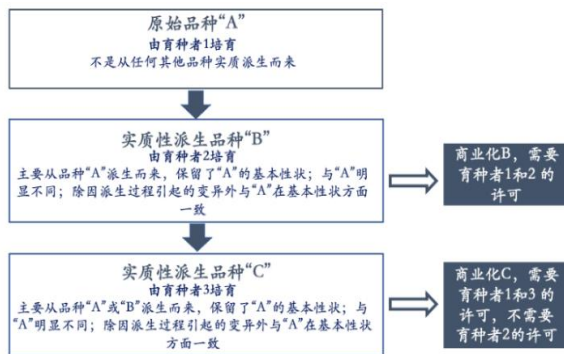 原始品种“A”
由育种者1培育
不是从任何其他品种实质派生而来
实质性派生品种“B”
由育种者2培育
主要从品种“A”派生而来，保留了“A”的基本性状；与“A”明
显不同；除因派生过程引起的变异外与“A”在基本性状方面
一致
商业化B，需要
育种者1和2 的
许可
实质性派生品种“C”
由育种者3培育
主要从品种“A”或“B”派生而来，保留了“A”的基本性状；与
“A”明显不同；除因派生过程引起的变异外与“A”在基本性状
方面一致
商业化C，需要
育种者1和3 的
许可，不需要
育种者2的许可